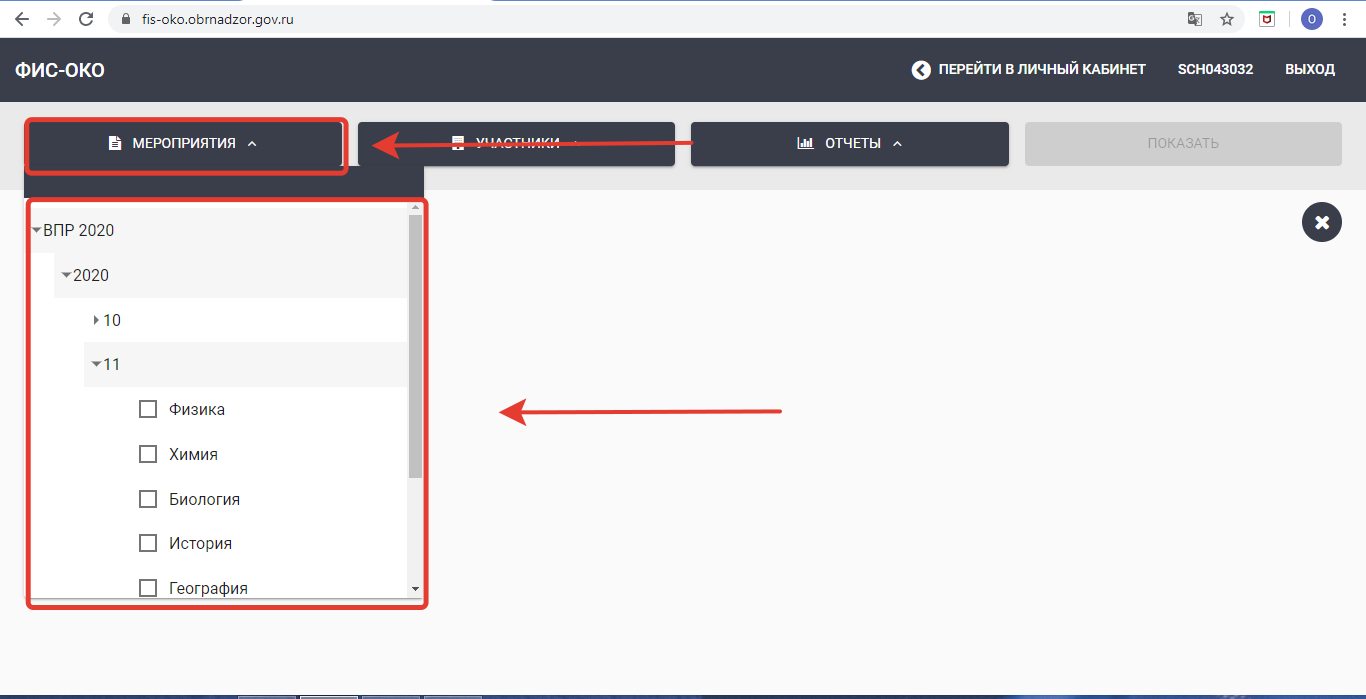 fis-oko.obrnadzor.gov.ru
O
ФИС-ОКО
ПЕРЕЙТИ В ЛИЧНЫЙ КАБИНЕТ
SCH043032
ВЫХОД
МЕРОПРИЯТИЯ
УЧАСТНИКИ
ОТЧЕТЫ
ПОКАЗАТЬ
ВПР 2020
2020
10
11
Физика
Химия
Биология
История
География